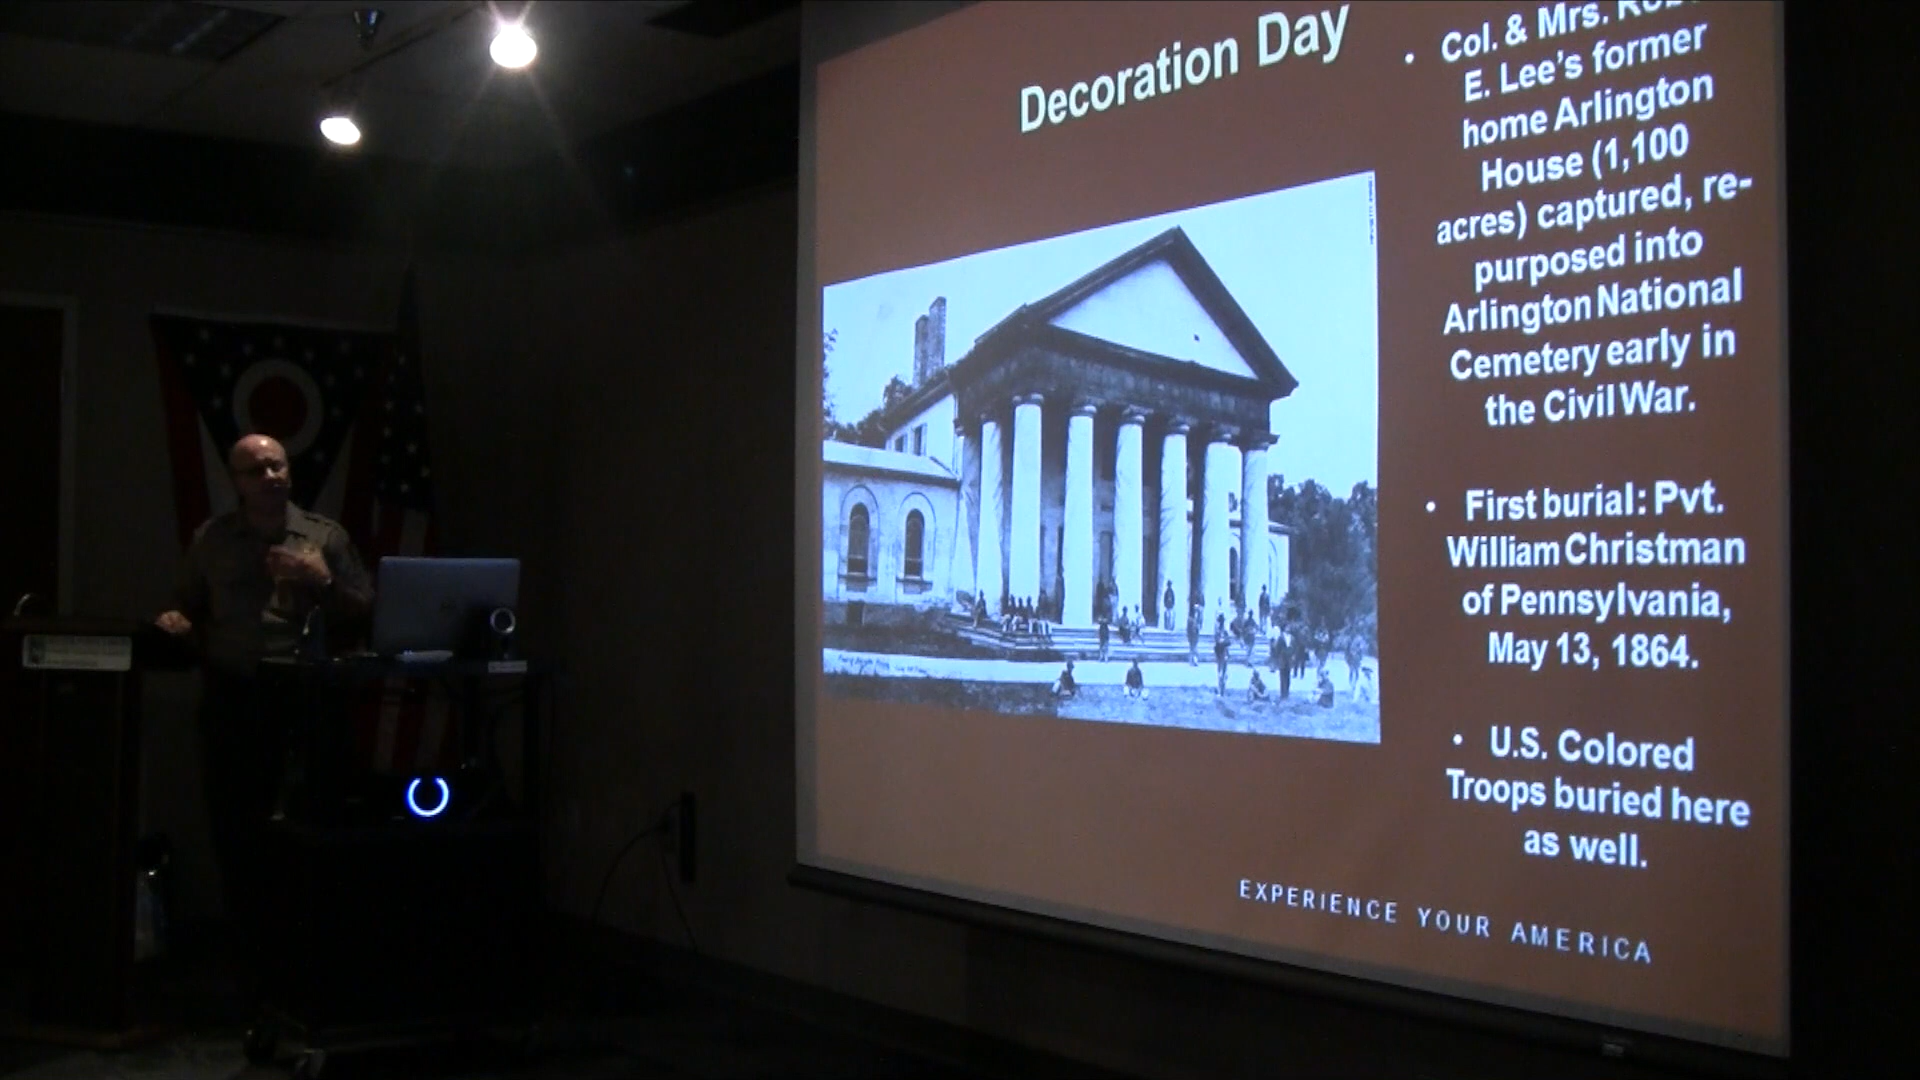 Decoration Day
• Col. & Mrs.
E. Lee's former
home Arlington
House (1,100
acres) captured, re-
purposed into
Arlington National
Cemetery early in
the Civil War.
• First burial: Pvt.
William Christman
of Pennsylvania,
May 13, 1864.
• U.S. Colored
Troops buried here
as well.
EXPERIENCE YOUR AMERICA